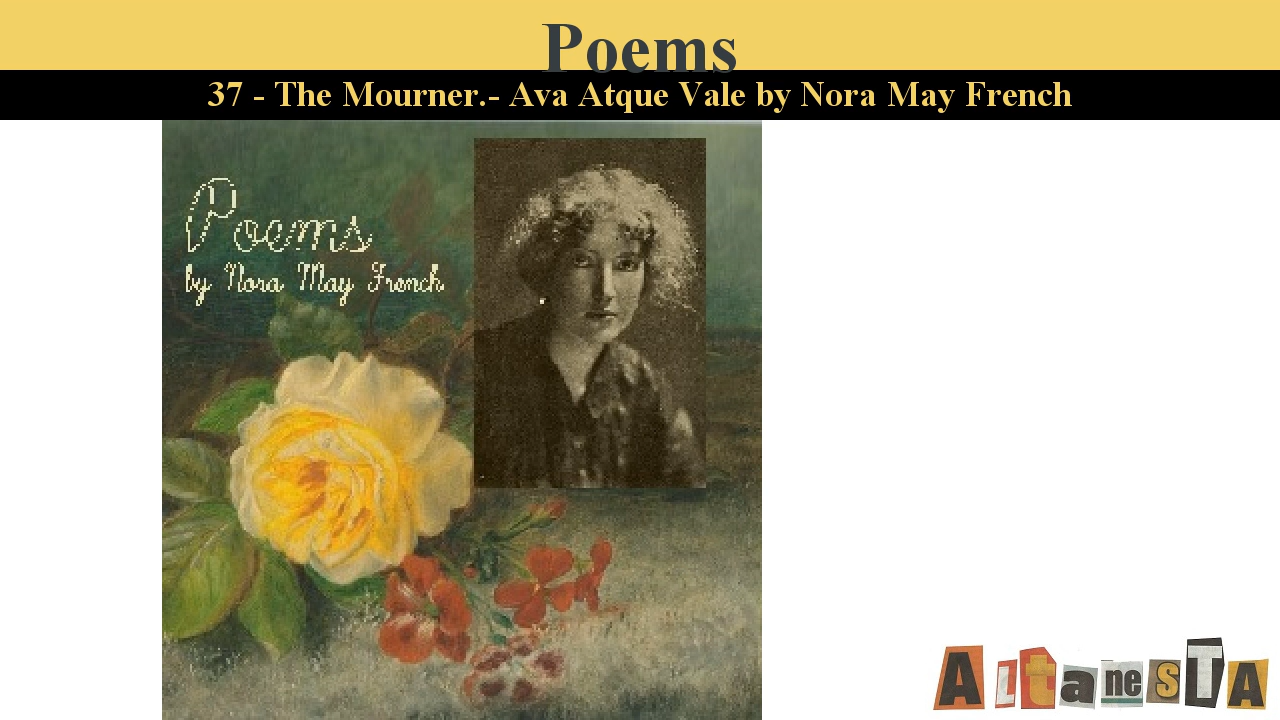 Poems
37 - The Mourner.- Ava Atque Vale by Nora May French
Poems
by Nora May French
AltanesTA